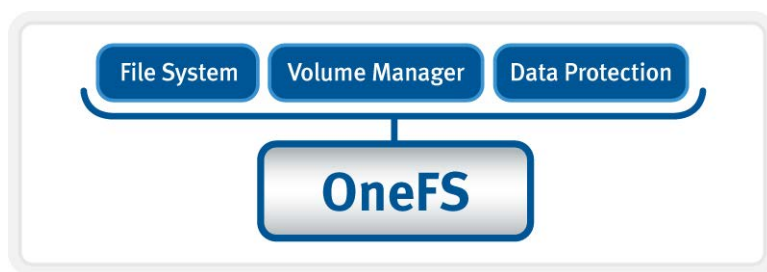 File System
Volume Manager
Data Protection
OneFS